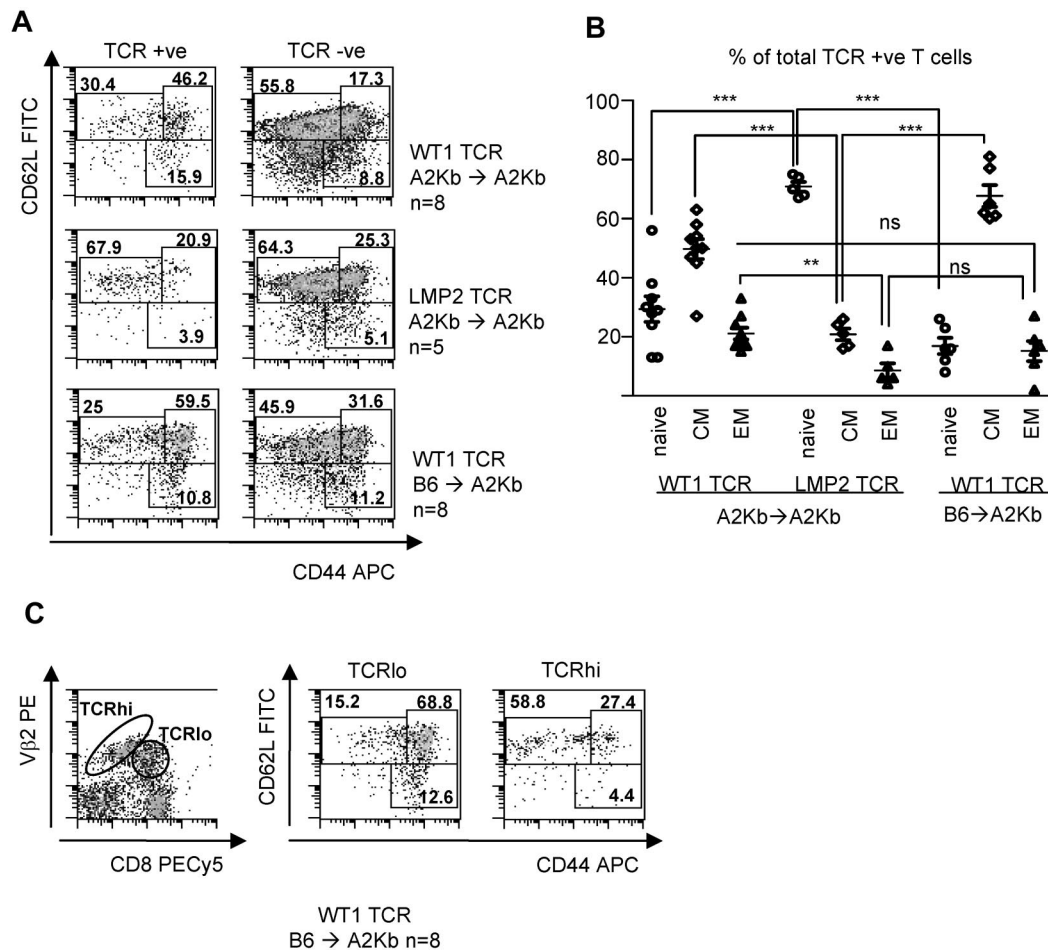 A
TCR +ve
TCR -ve
CD62L FITC
30.4
46.2
15.9
55.8
17.3
8.8
WT1 TCR
A2Kb → A2Kb
n=8
67.9
20.9
3.9
64.3
25.3
5.1
LMP2 TCR
A2Kb → A2Kb
n=5
25
59.5
10.8
45.9
31.6
11.2
WT1 TCR
B6 → A2Kb
n=8
CD44 APC
B
% of total TCR +ve T cells
100
80
60
40
20
***
***
***
***
ns
**
ns
naive
CM
EM
naive
CM
EM
naive
CM
EM
WT1 TCR
LMP2 TCR
WT1 TCR
A2Kb→A2Kb
B6→A2Kb
C
Vβ2 PE
TCRhi
TCRlo
CD8 PECy5
CD62L FITC
TCRlo
15.2
68.8
12.6
TCRhi
58.8
27.4
4.4
CD44 APC
WT1 TCR
B6 → A2Kb n=8